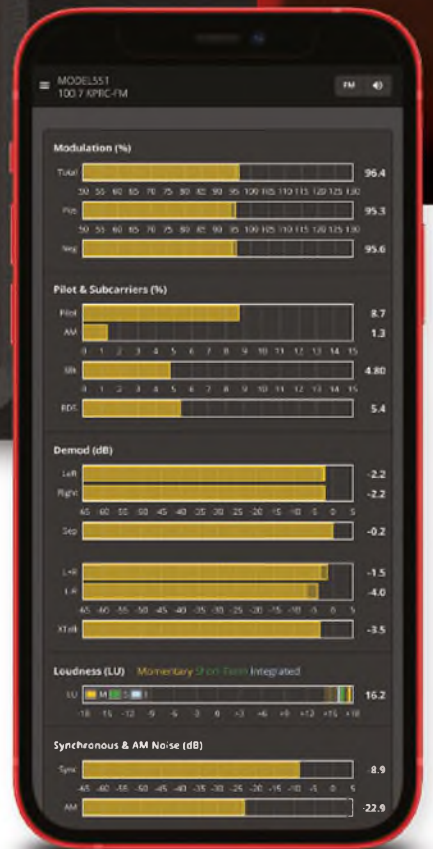 MODEL551
100.7 KPRC-FM
FM
Modulation (%)
Total 96.4
50 55 60 65 70 75 80 85 90 95 100 105 110 115 120 125 130
Pos 95.3
50 55 60 65 70 75 80 85 90 95 100 105 110 115 120 125 130
Neg 95.6
Pilot & Subcarriers (%)
Pilot 8.7
AM 1.3
0 1 2 3 4 5 6 7 8 9 10 11 12 13 14 15
4.80
0 1 2 3 4 5 6 7 8 9 10 11 12 13 14 15
RDS 5.4
Demod (dB)
Left -2.2
Right -2.2
-65 -60 -55 -50 -45 -40 -35 -30 -25 -20 -15 -10 -5 0 5
Sep -0.2
L+R -1.5
L-R -4.0
-65 -60 -55 -50 -45 -40 -35 -30 -25 -20 -15 -10 -5 0 5
XTalk -3.5
Loudness (LU) Momentary Short-Term Integrated
LU M S I 16.2
-18 -15 -12 -9 -6 -3 0 +3 +6 +9 +12 +15 +18
Synchronous & AM Noise (dB)
Sync -8.9
-65 -60 -55 -50 -45 -40 -35 -30 -25 -20 -15 -10 -5 0 5
AM -22.9